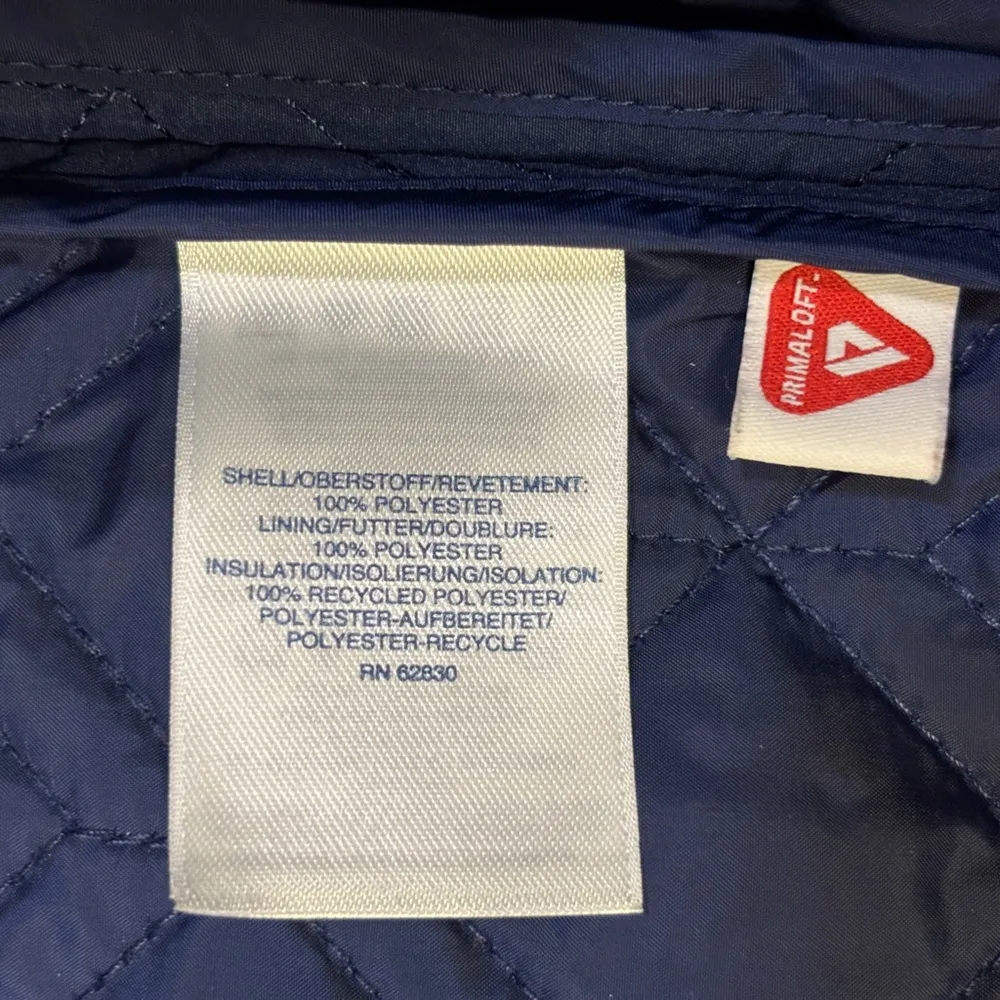 SHELL/OBERSTOFF/REVETEMENT:
100% POLYESTER
LINING/FUTTER/DOUBLURE:
100% POLYESTER
INSULATION/ISOLIERUNG/ISOLATION:
100% RECYCLED POLYESTER/
POLYESTER-AUFBEREITET/
POLYESTER-RECYCLE
RN 62830
PRIMALOFT